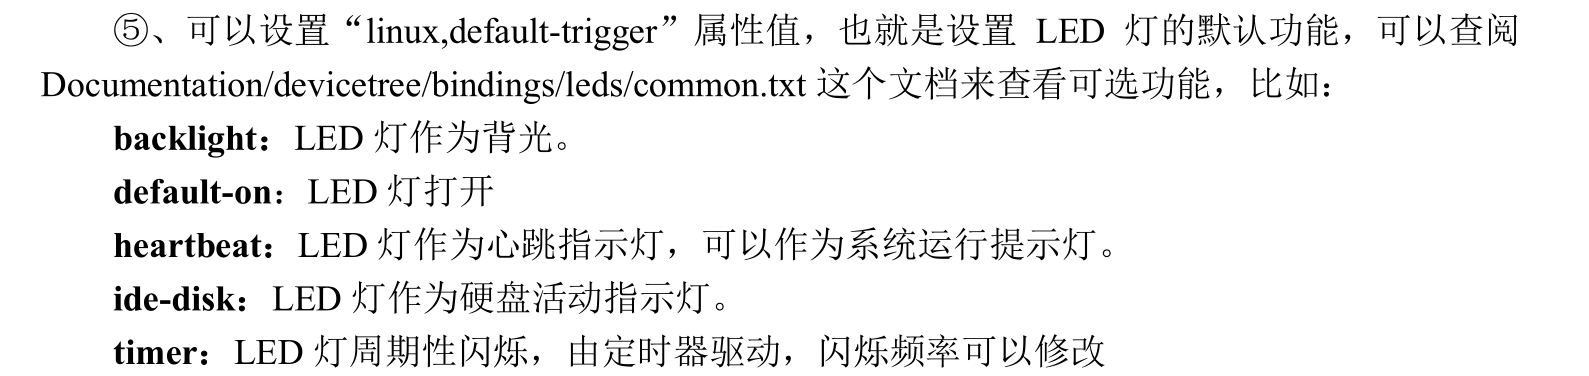 ⑤、可以设置“linux,default-trigger”属性值，也就是设置 LED 灯的默认功能，可以查阅
Documentation/devicetree/bindings/leds/common.txt 这个文档来查看可选功能，比如：
backlight：LED 灯作为背光。
default-on：LED 灯打开
heartbeat：LED 灯作为心跳指示灯，可以作为系统运行提示灯。
ide-disk：LED 灯作为硬盘活动指示灯。
timer：LED 灯周期性闪烁，由定时器驱动，闪烁频率可以修改